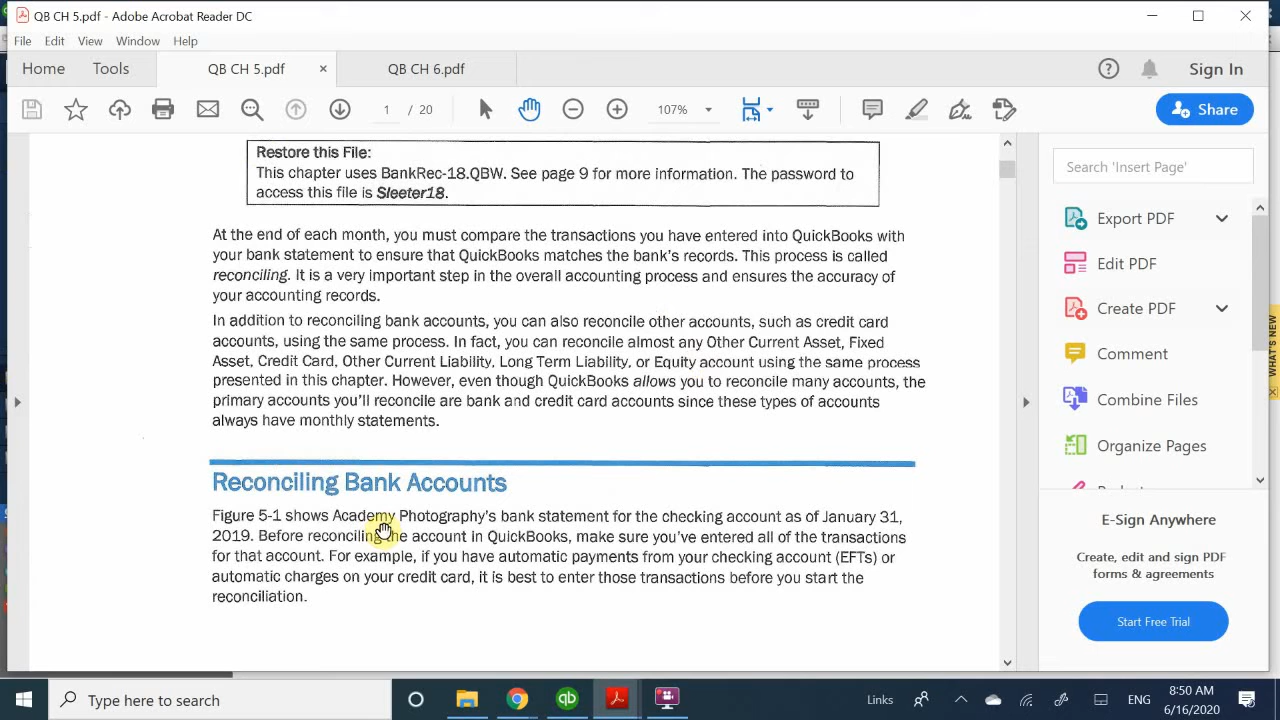 QB CH 5.pdf - Adobe Acrobat Reader DC
File Edit View Window Help
Home Tools QB CH 5.pdf × QB CH 6.pdf Sign In
1 / 20 107% Share
Restore this File:
This chapter uses BankRec-18.QBW. See page 9 for more information. The password to
access this file is Sleeter18.
At the end of each month, you must compare the transactions you have entered into QuickBooks with
your bank statement to ensure that QuickBooks matches the bank's records. This process is called
reconciling. It is a very important step in the overall accounting process and ensures the accuracy of
your accounting records.
In addition to reconciling bank accounts, you can also reconcile other accounts, such as credit card
accounts, using the same process. In fact, you can reconcile almost any Other Current Asset, Fixed
Asset, Credit Card, Other Current Liability, Long Term Liability, or Equity account using the same process
presented in this chapter. However, even though QuickBooks allows you to reconcile many accounts, the
primary accounts you'll reconcile are bank and credit card accounts since these types of accounts
always have monthly statements.
Reconciling Bank Accounts
Figure 5-1 shows Academy Photography's bank statement for the checking account as of January 31,
2019. Before reconciling the account in QuickBooks, make sure you've entered all of the transactions
for that account. For example, if you have automatic payments from your checking account (EFTs) or
automatic charges on your credit card, it is best to enter those transactions before you start the
reconciliation.
Search 'Insert Page'
Export PDF
Edit PDF
Create PDF
Comment
Combine Files
Organize Pages
E-Sign Anywhere
Create, edit and sign PDF
forms & agreements
Start Free Trial
WHAT'S NEW
Type here to search
Links
ENG
8:50 AM
6/16/2020